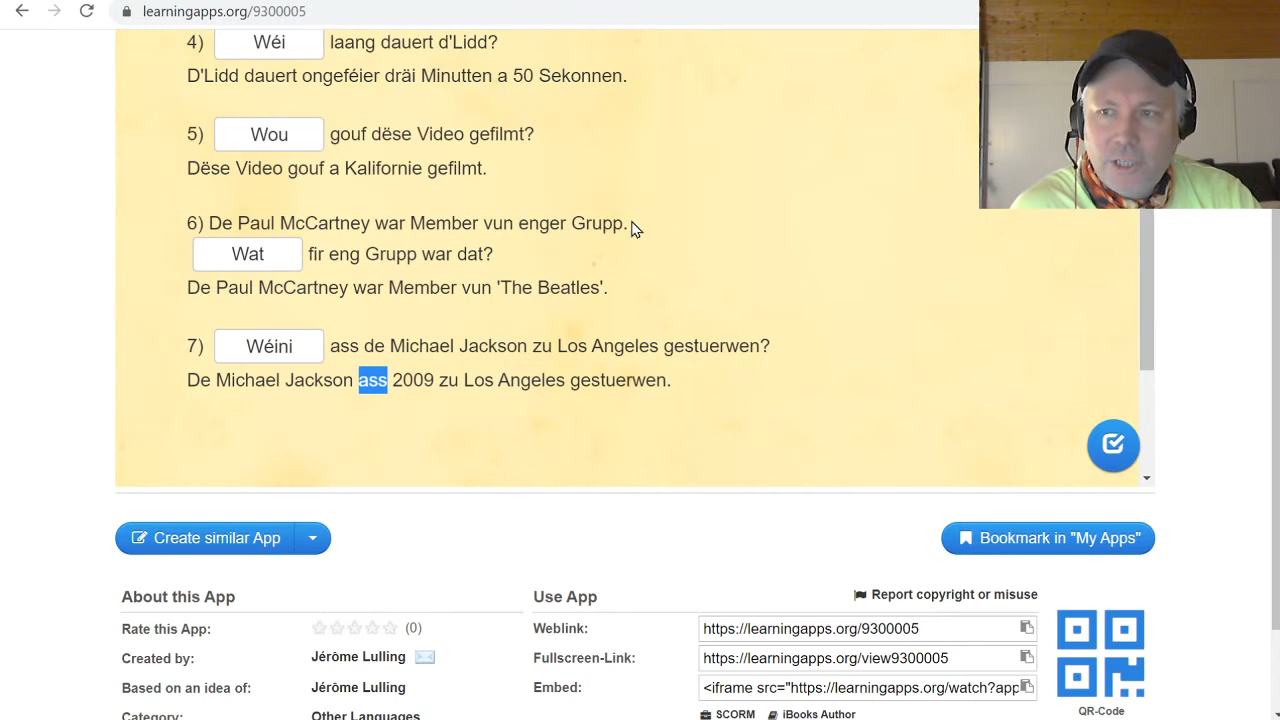 learningapps.org/9300005
4) Wéi laang dauert d'Lidd?
D'Lidd dauert ongeféier dräi Minutten a 50 Sekonnen.
5) Wou gouf dëse Video gefilmt?
Dëse Video gouf a Kalifornie gefilmt.
6) De Paul McCartney war Member vun enger Grupp.
Wat fir eng Grupp war dat?
De Paul McCartney war Member vun 'The Beatles'.
7) Wéini ass de Michael Jackson zu Los Angeles gestuerwen?
De Michael Jackson ass 2009 zu Los Angeles gestuerwen.
Create similar App
Bookmark in "My Apps"
About this App
Use App
Report copyright or misuse
Rate this App: (0)
Weblink: https://learningapps.org/9300005
Created by: Jérôme Lulling
Fullscreen-Link: https://learningapps.org/view9300005
Based on an idea of: Jérôme Lulling
Embed: <iframe src="https://learningapps.org/watch?app
Category: Other Languages
SCORM iBooks Author
QR-Code